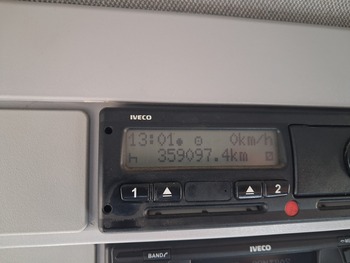 IVECO
13:01 0km/h
h 359097.4km
1 2
BAND IVECO